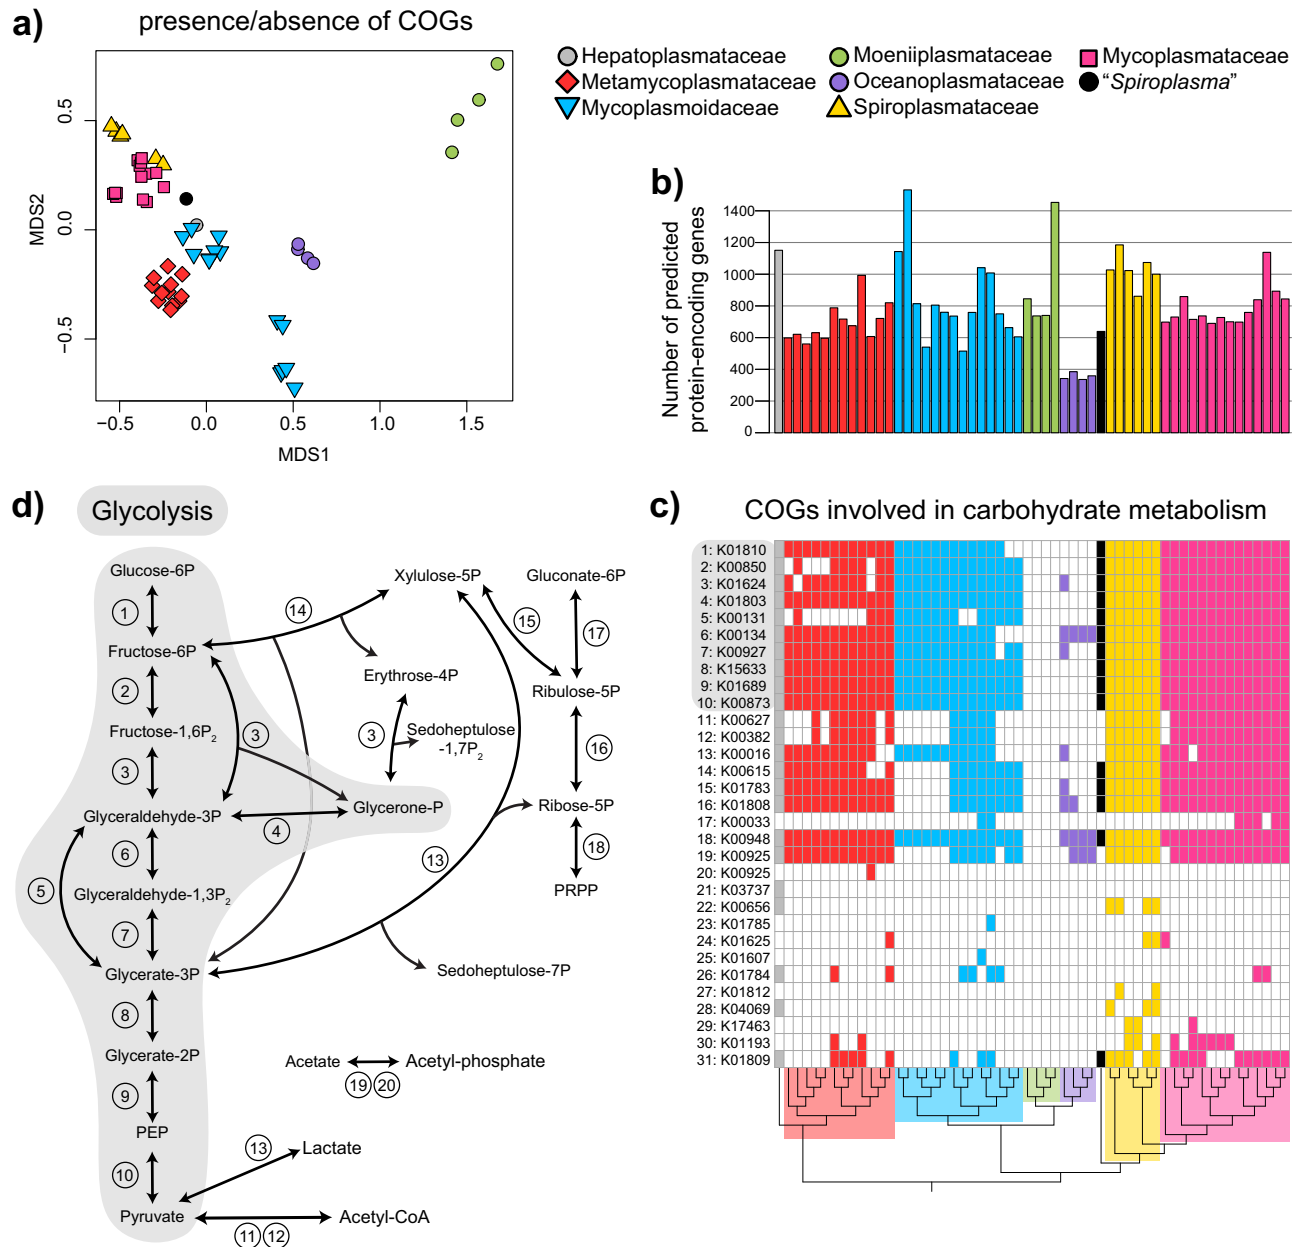 a)
presence/absence of COGs
0.5
0.0
−0.5
MDS2
−0.5
0.0
0.5
1.0
1.5
MDS1
Hepatoplasmataceae
Metamycoplasmataceae
Mycoplasmoidaceae
Moeniiplasmataceae
Oceanoplasmataceae
Spiroplasmataceae
Mycoplasmataceae
“Spiroplasma”
b)
Number of predicted
protein-encoding genes
1400
1200
1000
800
600
400
200
0
d)
Glycolysis
Glucose-6P
1
Fructose-6P
2
Fructose-1,6P2
3
Glyceraldehyde-3P
6
5
Glyceraldehyde-1,3P2
7
Glycerate-3P
8
Glycerate-2P
9
PEP
10
Pyruvate
14
Xylulose-5P
Gluconate-6P
15
17
Erythrose-4P
Ribulose-5P
3
3
Sedoheptulose
-1,7P2
16
Glycerone-P
4
Ribose-5P
13
18
PRPP
Sedoheptulose-7P
Acetate
Acetyl-phosphate
19 20
13
Lactate
11 12
Acetyl-CoA
c)
COGs involved in carbohydrate metabolism
1: K01810
2: K00850
3: K01624
4: K01803
5: K00131
6: K00134
7: K00927
8: K15633
9: K01689
10: K00873
11: K00627
12: K00382
13: K00016
14: K00615
15: K01783
16: K01808
17: K00033
18: K00948
19: K00925
20: K00925
21: K03737
22: K00656
23: K01785
24: K01625
25: K01607
26: K01784
27: K01812
28: K04069
29: K17463
30: K01193
31: K01809